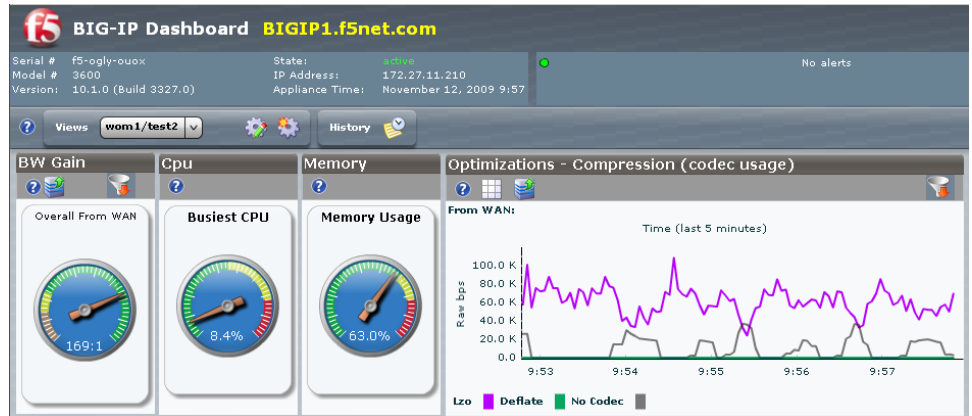 f5 BIG-IP Dashboard BIGIP1.f5net.com
Serial # f5-ogly-ouox
Model # 3600
Version: 10.1.0 (Build 3327.0)
State: active
IP Address: 172.27.11.210
Appliance Time: November 12, 2009 9:57
No alerts
Views wom1/test2
History
BW Gain
Overall From WAN
169:1
Cpu
Busiest CPU
8.4%
Memory
Memory Usage
63.0%
Optimizations - Compression (codec usage)
From WAN:
Time (last 5 minutes)
Raw bps
100.0 K
80.0 K
60.0 K
40.0 K
20.0 K
0.0
9:53 9:54 9:55 9:56 9:57
Lzo Deflate No Codec